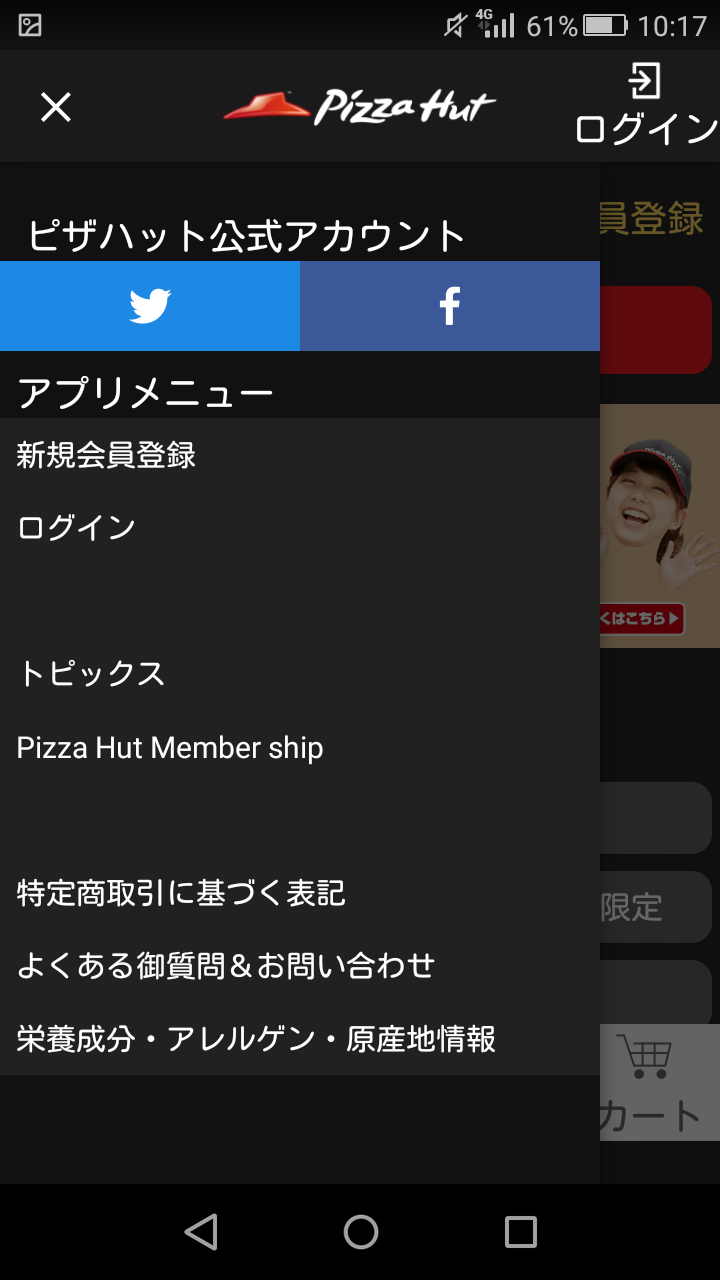 4G 61% 10:17
Pizza Hut
ログイン
ピザハット公式アカウント
員登録
アプリメニュー
新規会員登録
ログイン
くはこちら
トピックス
Pizza Hut Member ship
特定商取引に基づく表記
限定
よくある御質問＆お問い合わせ
栄養成分・アレルゲン・原産地情報
カート